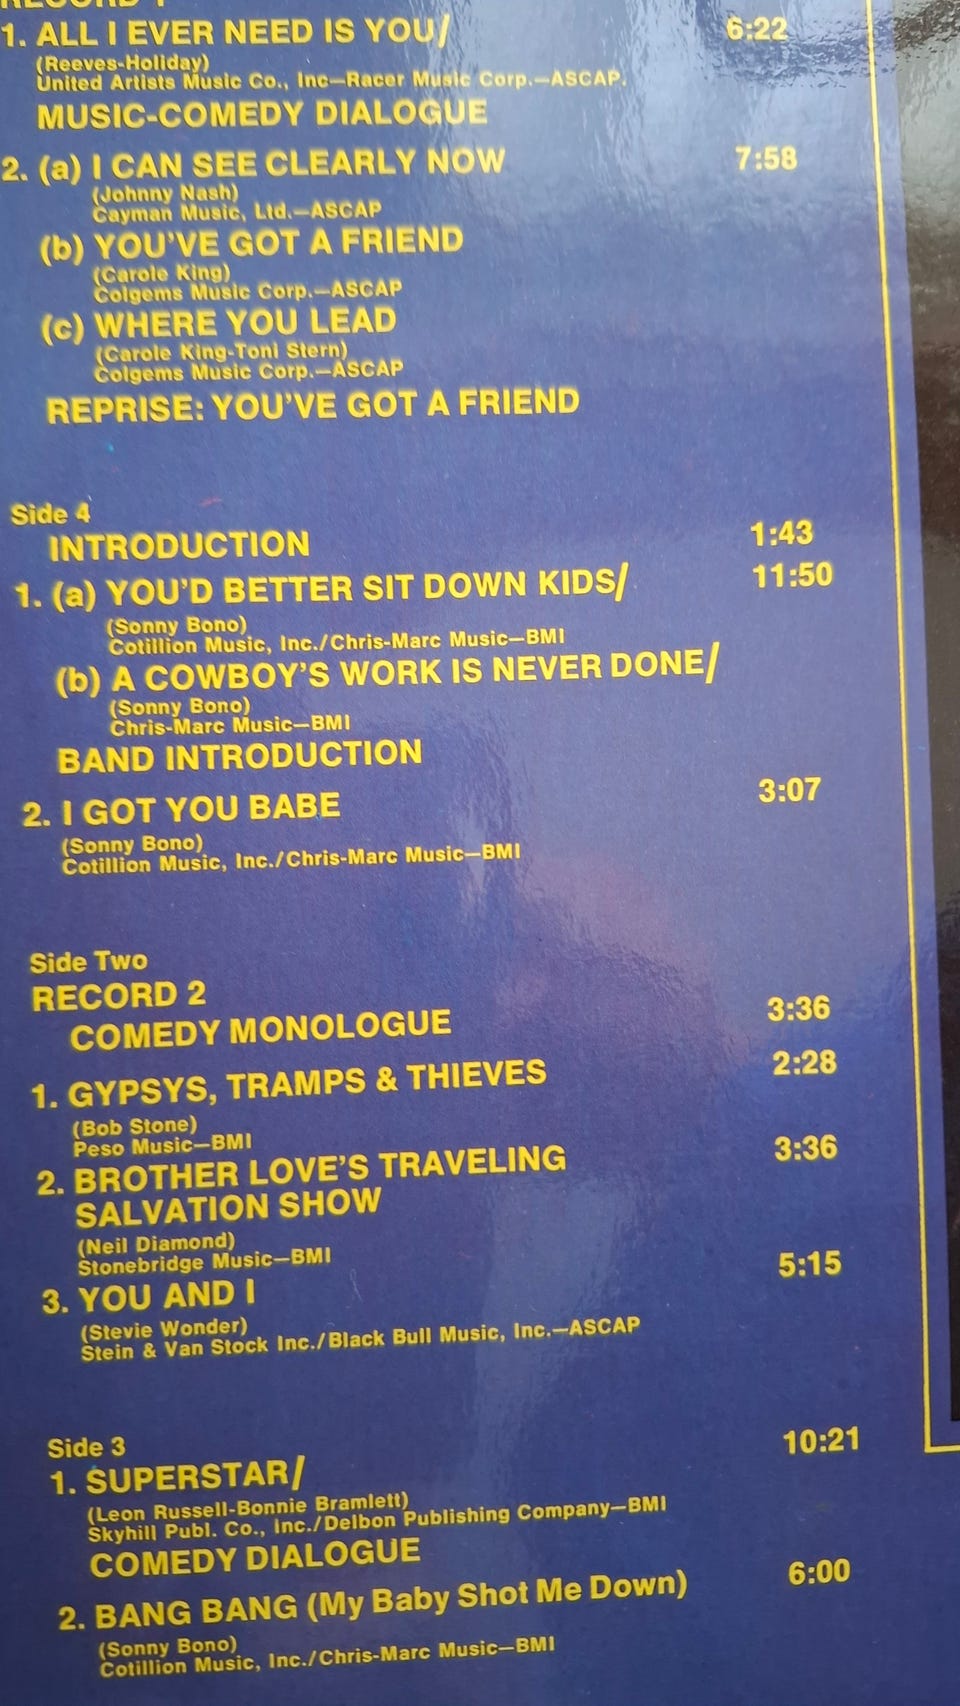 RECORD 1
1. ALL I EVER NEED IS YOU/ 6:22
(Reeves-Holiday)
United Artists Music Co., Inc—Racer Music Corp.—ASCAP.
MUSIC-COMEDY DIALOGUE
2. (a) I CAN SEE CLEARLY NOW 7:58
(Johnny Nash)
Cayman Music, Ltd.—ASCAP
(b) YOU'VE GOT A FRIEND
(Carole King)
Colgems Music Corp.—ASCAP
(c) WHERE YOU LEAD
(Carole King-Toni Stern)
Colgems Music Corp.—ASCAP
REPRISE: YOU'VE GOT A FRIEND
Side 4
INTRODUCTION 1:43
1. (a) YOU'D BETTER SIT DOWN KIDS/ 11:50
(Sonny Bono)
Cotillion Music, Inc./Chris-Marc Music—BMI
(b) A COWBOY'S WORK IS NEVER DONE/
(Sonny Bono)
Chris-Marc Music—BMI
BAND INTRODUCTION
2. I GOT YOU BABE 3:07
(Sonny Bono)
Cotillion Music, Inc./Chris-Marc Music—BMI
Side Two
RECORD 2
COMEDY MONOLOGUE 3:36
1. GYPSYS, TRAMPS & THIEVES 2:28
(Bob Stone)
Peso Music—BMI
2. BROTHER LOVE'S TRAVELING 3:36
SALVATION SHOW
(Neil Diamond)
Stonebridge Music—BMI
3. YOU AND I 5:15
(Stevie Wonder)
Stein & Van Stock Inc./Black Bull Music, Inc.—ASCAP
Side 3
1. SUPERSTAR/ 10:21
(Leon Russell-Bonnie Bramlett)
Skyhill Publ. Co., Inc./Delbon Publishing Company—BMI
COMEDY DIALOGUE
2. BANG BANG (My Baby Shot Me Down) 6:00
(Sonny Bono)
Cotillion Music, Inc./Chris-Marc Music—BMI